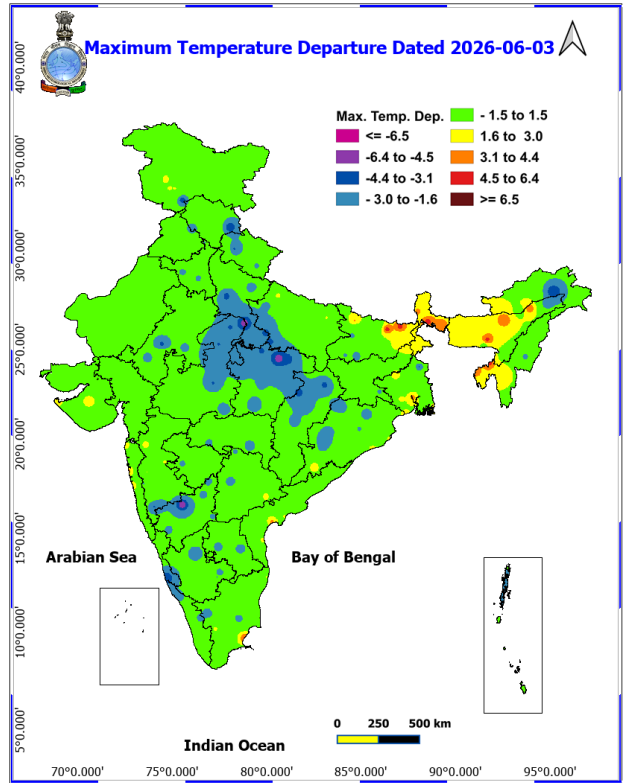 Maximum Temperature Departure Dated 2026-06-03
Max. Temp. Dep.
<= -6.5
-6.4 to -4.5
-4.4 to -3.1
- 3.0 to -1.6
- 1.5 to 1.5
1.6 to 3.0
3.1 to 4.4
4.5 to 6.4
>= 6.5
40°0.000'
35°0.000'
30°0.000'
25°0.000'
20°0.000'
15°0.000'
10°0.000'
5°0.000'
Arabian Sea
Bay of Bengal
Indian Ocean
0 250 500 km
70°0.000' 75°0.000' 80°0.000' 85°0.000' 90°0.000' 95°0.000'